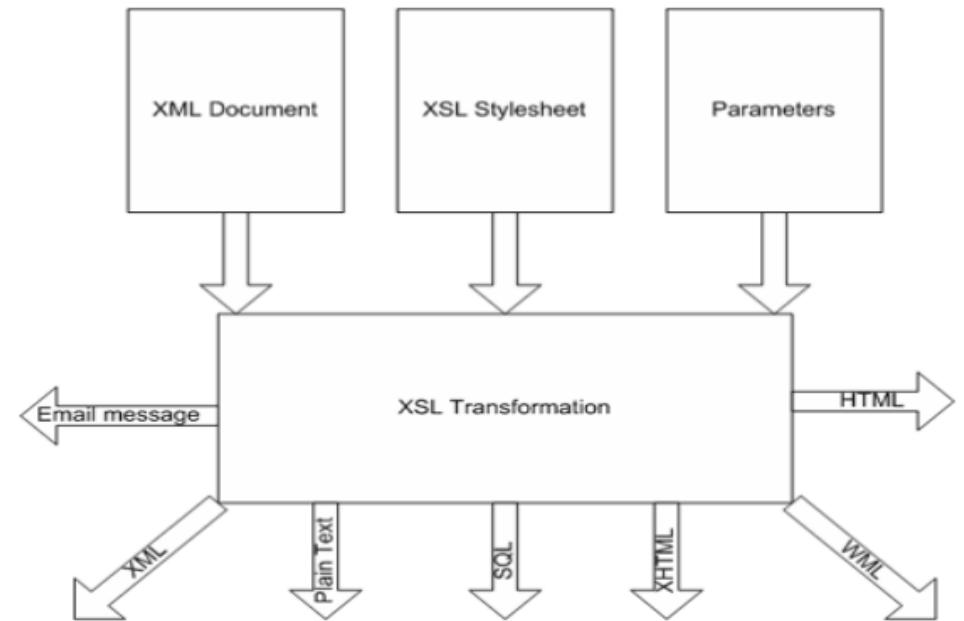 XML Document
XSL Stylesheet
Parameters
Email message
XSL Transformation
HTML
XML
Plain Text
SQL
XHTML
WML